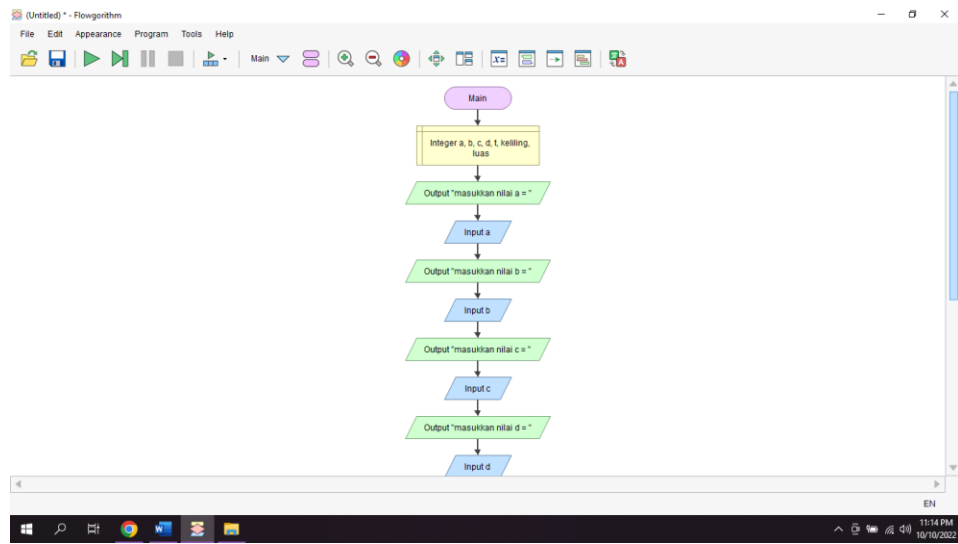 (Untitled) * - Flowgorithm
File Edit Appearance Program Tools Help
Main
X=
A
Main
Integer a, b, c, d, t, keliling,
luas
Output "masukkan nilai a = "
Input a
Output "masukkan nilai b = "
Input b
Output "masukkan nilai c = "
Input c
Output "masukkan nilai d = "
Input d
EN
W
11:14 PM
10/10/2022